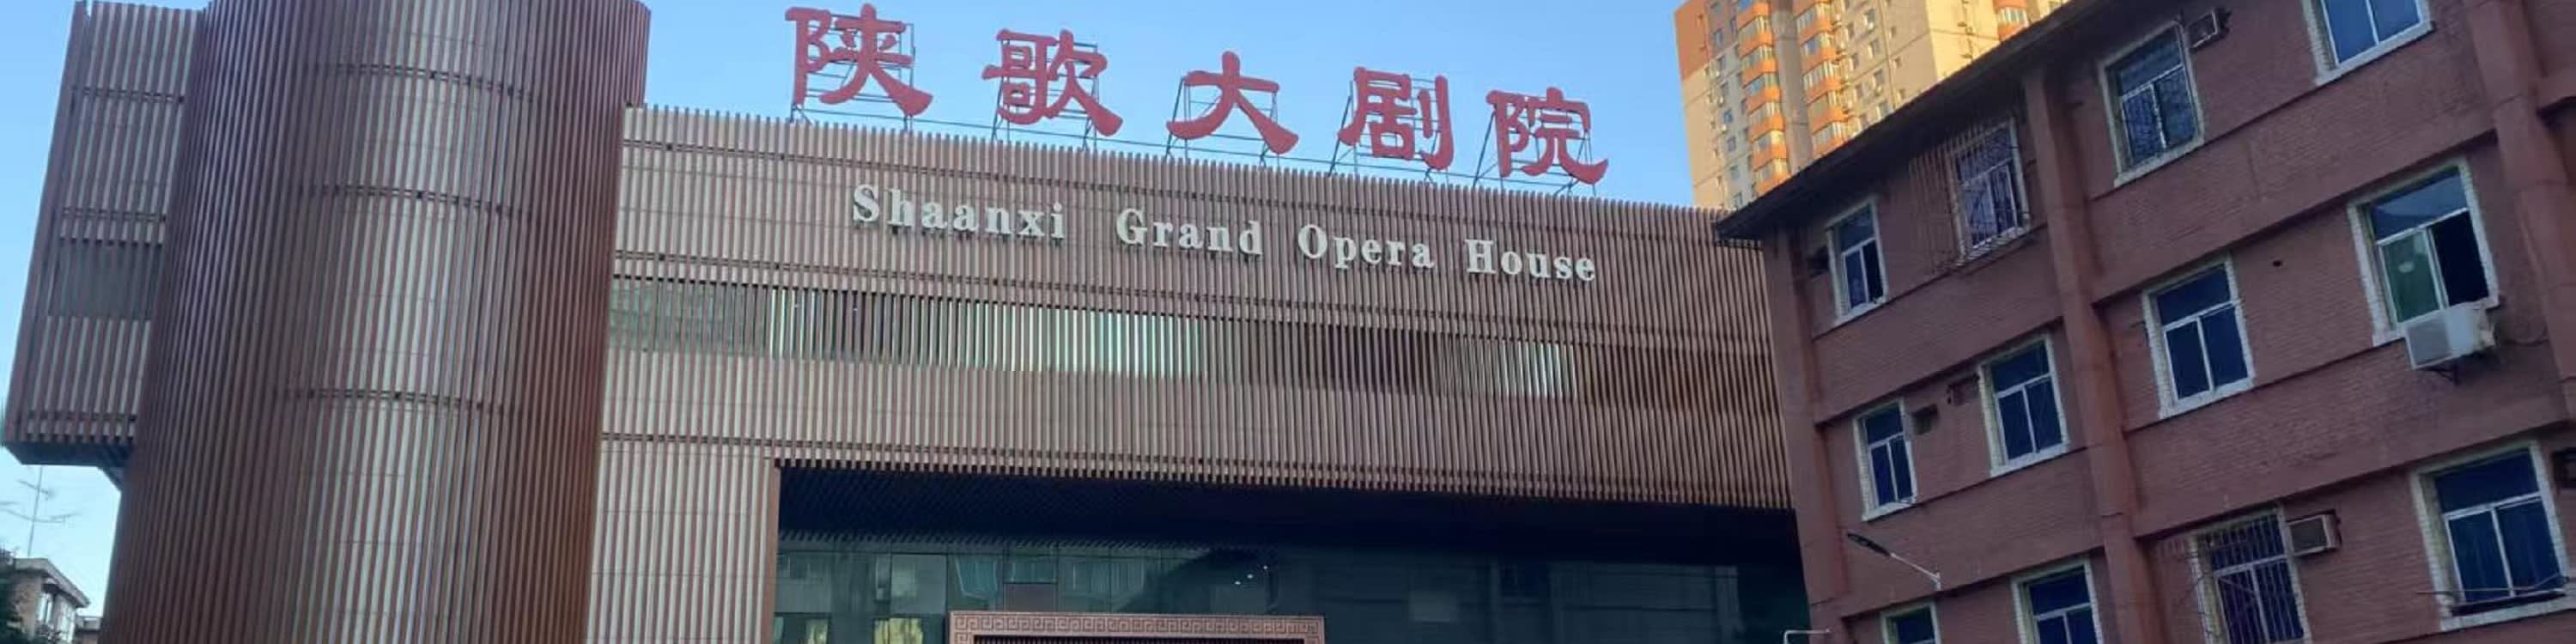 陕歌大剧院
Shaanxi Grand Opera House